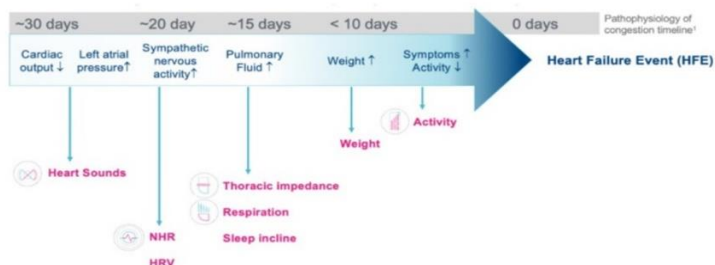 ~30 days ~20 day ~15 days < 10 days 0 days
Pathophysiology of
congestion timeline¹
Cardiac
output ↓
Left atrial
pressure↑
Sympathetic
nervous
activity↑
Pulmonary
Fluid ↑
Weight ↑
Symptoms ↑
Activity ↓
Heart Failure Event (HFE)
Activity
Weight
Heart Sounds
Thoracic impedance
Respiration
Sleep incline
NHR
HRV